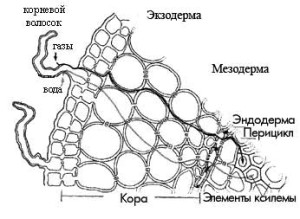 корневой
волосок
Экзодерма
газы
Мезодерма
вода
Эндодерма
Перицикл
Кора
Элементы ксилемы